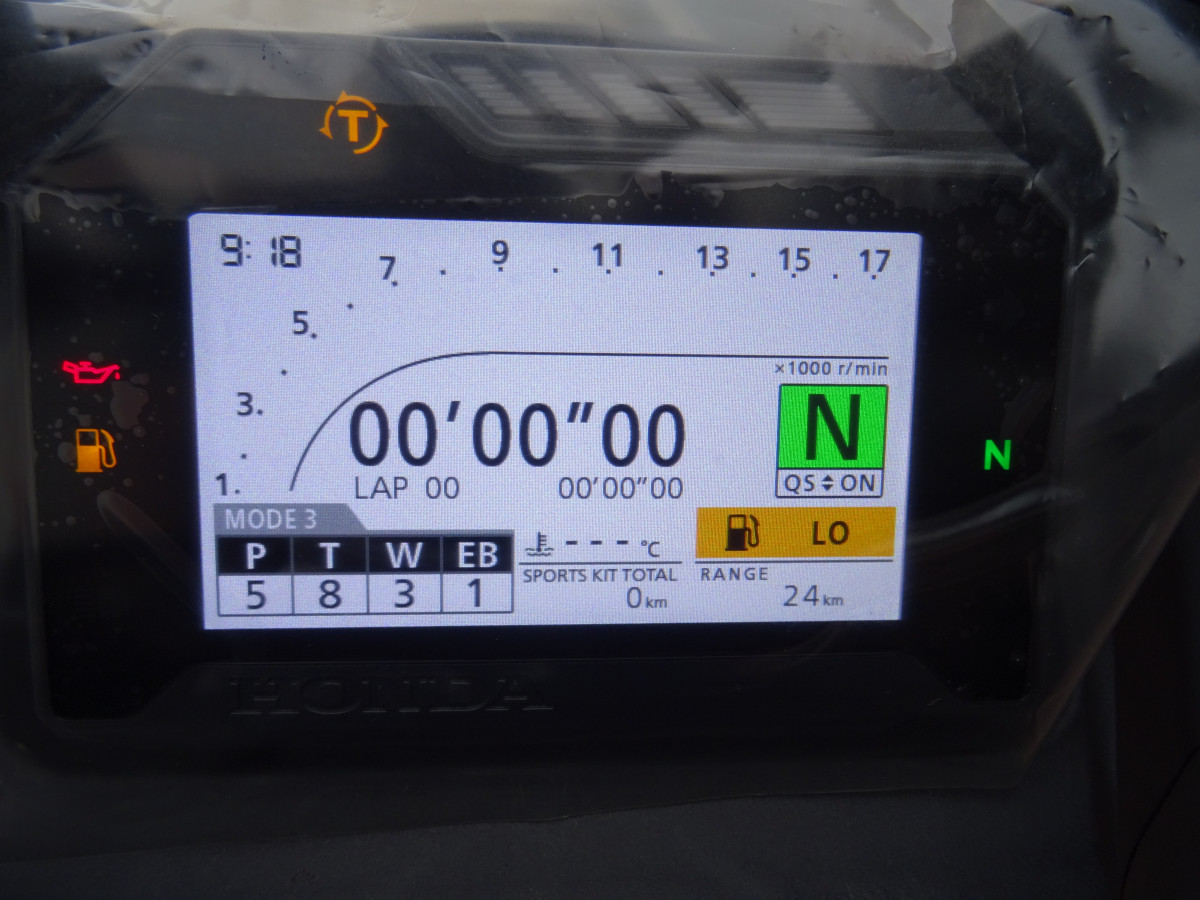 T
9:18
1. 3. 5. 7 . 9 . 11 . 13 . 15 . 17
×1000 r/min
00'00"00
N
N
LAP 00 00'00"00
QS ON
MODE 3
P T W EB
5 8 3 1
---°C
LO
SPORTS KIT TOTAL
0km
RANGE
24km
HONDA